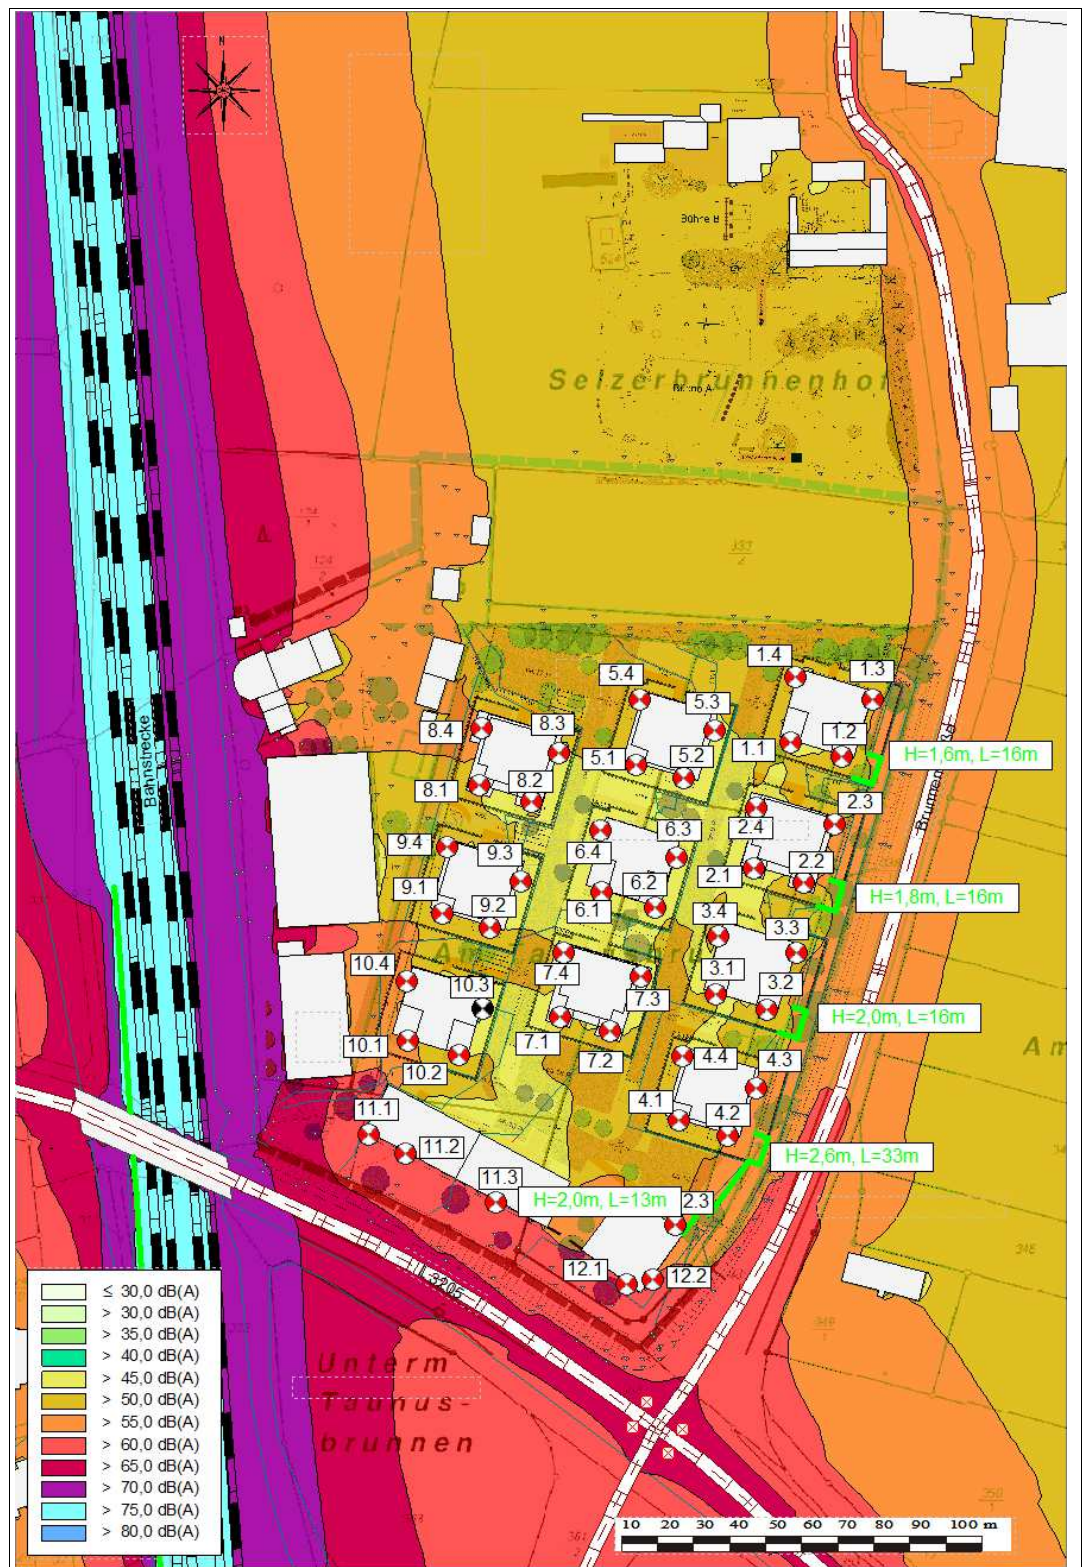 N
Bühne B
Selzerbrunnenhof
Bühne A
333
2
124
2
1.4
1.3
5.4
5.3
8.4
8.3
1.2
1.1
5.1
5.2
H=1,6m, L=16m
Bahnstrecke
8.1
8.2
2.3
2.4
6.3
9.4
9.3
6.4
2.2
2.1
9.1
6.2
H=1,8m, L=16m
9.2
6.1
3.4
3.3
10.4
7.4
3.1
3.2
10.3
7.3
H=2,0m, L=16m
10.1
7.1
7.2
4.4
4.3
10.2
11.1
4.1
4.2
11.2
H=2,6m, L=33m
11.3
H=2,0m, L=13m
2.3
12.1
12.2
L 3205
Unterm
Taunus-
brunnen
≤ 30,0 dB(A)
> 30,0 dB(A)
> 35,0 dB(A)
> 40,0 dB(A)
> 45,0 dB(A)
> 50,0 dB(A)
> 55,0 dB(A)
> 60,0 dB(A)
> 65,0 dB(A)
> 70,0 dB(A)
> 75,0 dB(A)
> 80,0 dB(A)
350
1
10 20 30 40 50 60 70 80 90 100 m